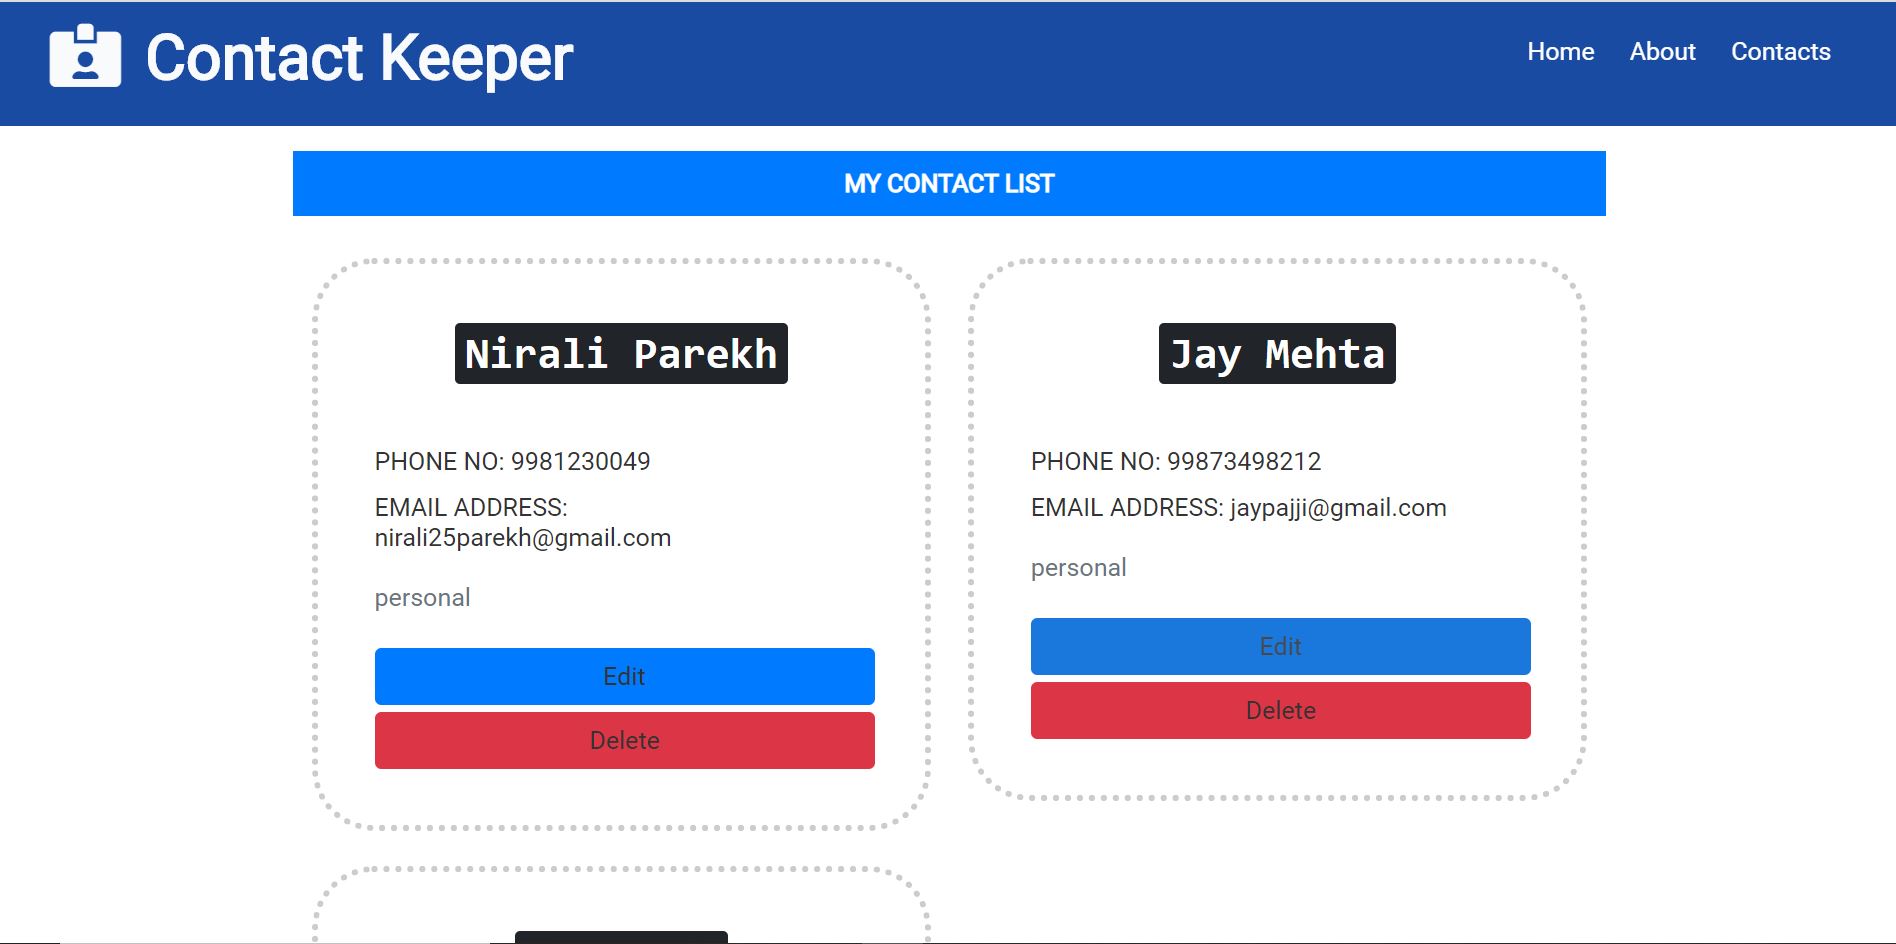 Contact Keeper
Home About Contacts
MY CONTACT LIST
Nirali Parekh
PHONE NO: 9981230049
EMAIL ADDRESS:
nirali25parekh@gmail.com
personal
Edit
Delete
Jay Mehta
PHONE NO: 99873498212
EMAIL ADDRESS: jaypajji@gmail.com
personal
Edit
Delete